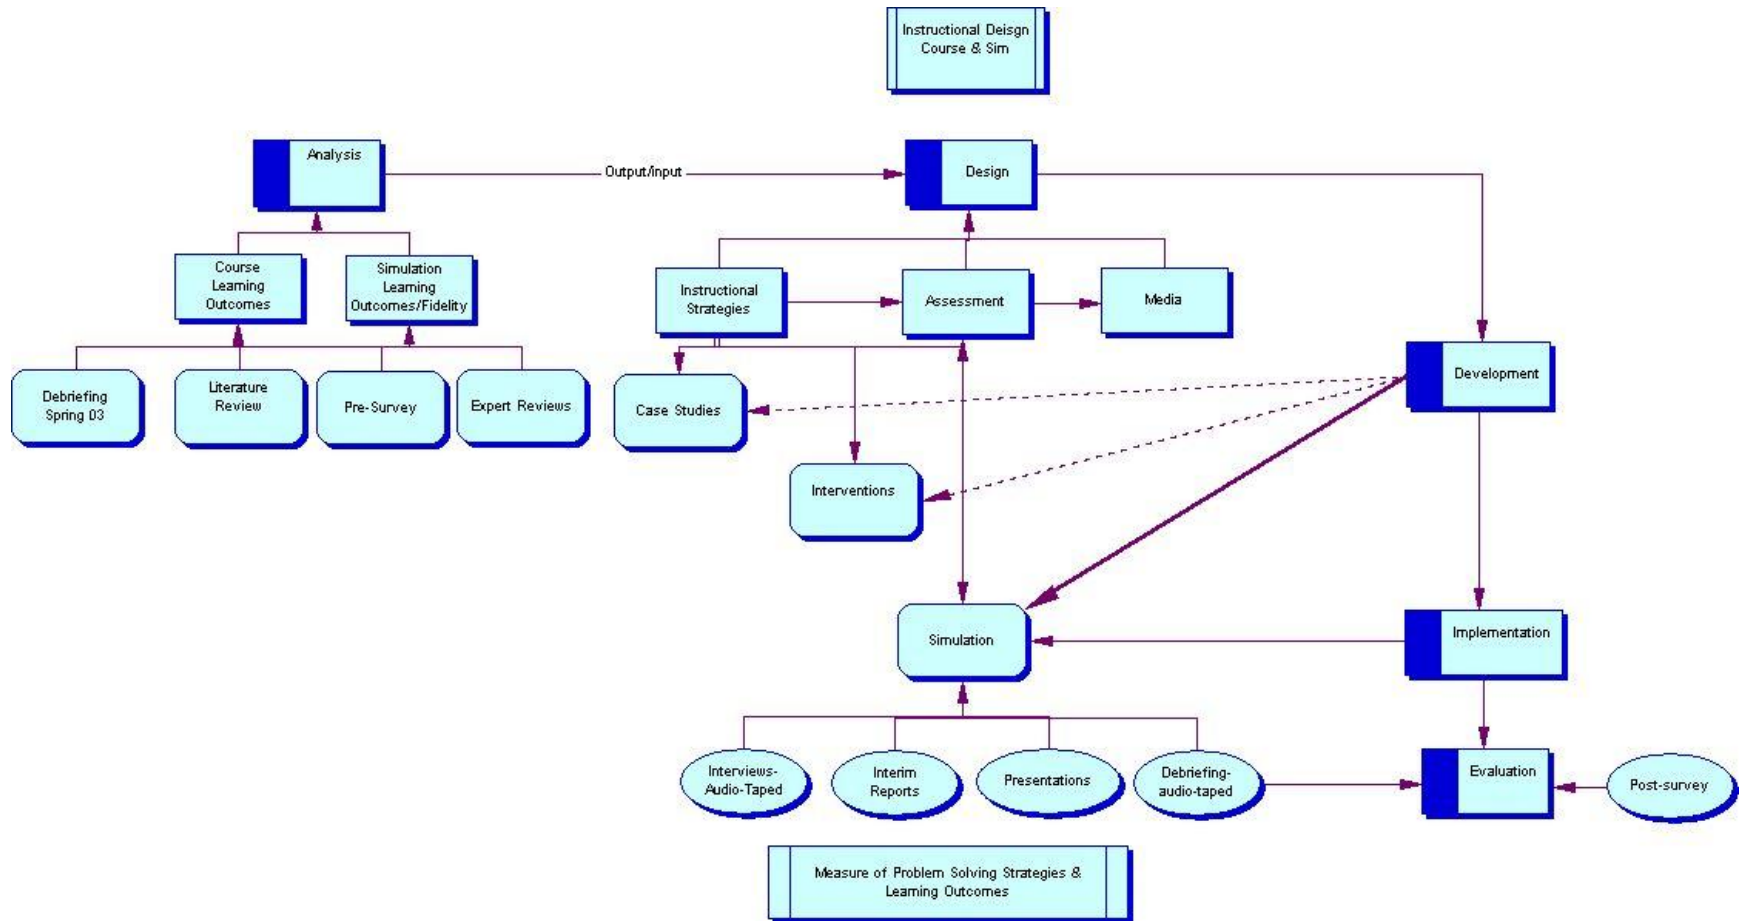 Instructional Deisgn
Course & Sim
Analysis
Output/input
Design
Course
Learning
Outcomes
Simulation
Learning
Outcomes/Fidelity
Instructional
Strategies
Assessment
Media
Development
Debriefing
Spring 03
Literature
Review
Pre-Survey
Expert Reviews
Case Studies
Interventions
Simulation
Implementation
Interviews-
Audio-Taped
Interim
Reports
Presentations
Debriefing-
audio-taped
Evaluation
Post-survey
Measure of Problem Solving Strategies &
Learning Outcomes